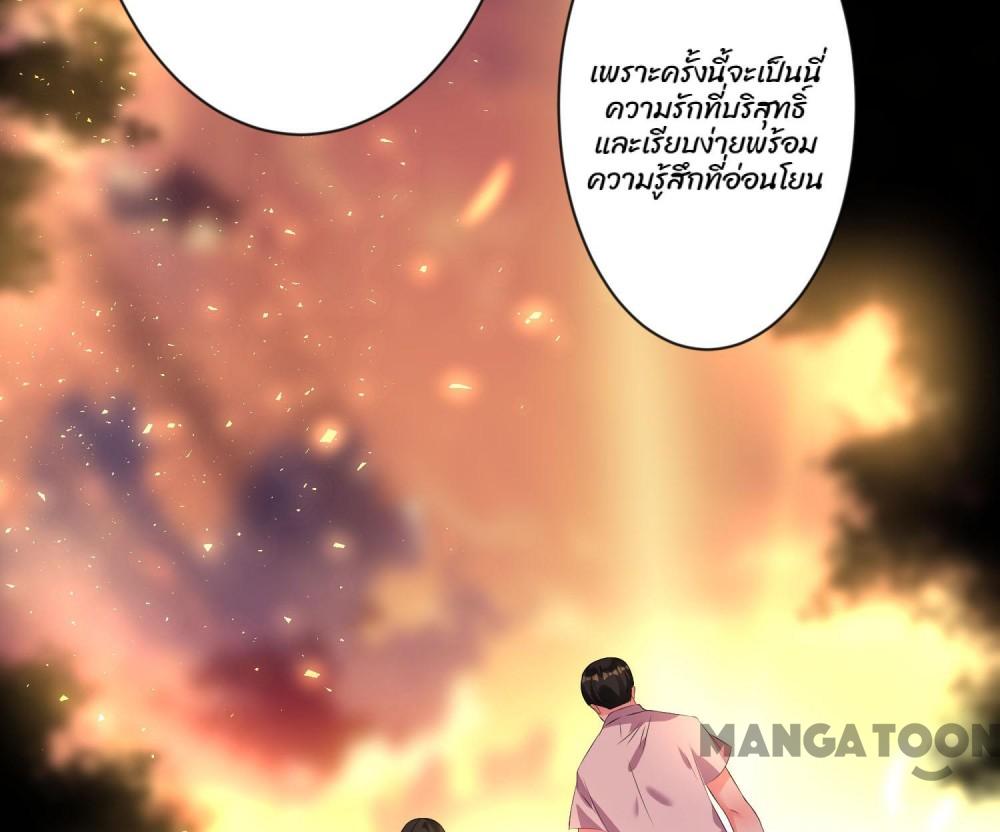 เพราะครั้งนี้จะเป็นนี่
ความรักที่บริสุทธิ์
และเรียบง่ายพร้อม
ความรู้สึกที่อ่อนโยน
MANGATOON